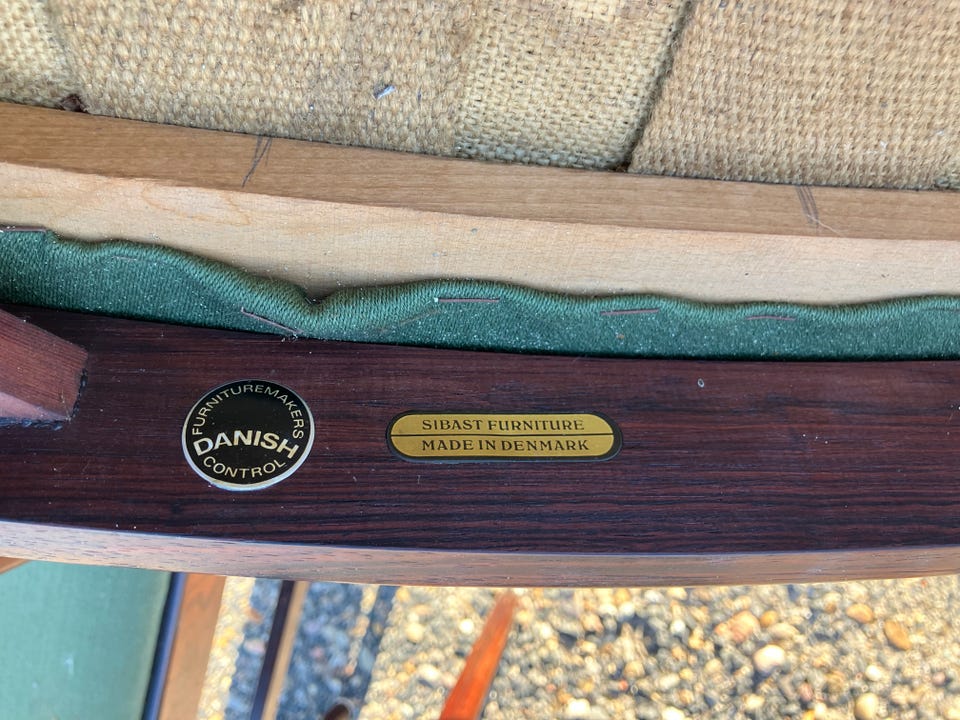 FURNITUREMAKERS
DANISH
CONTROL
SIBAST FURNITURE
MADE IN DENMARK